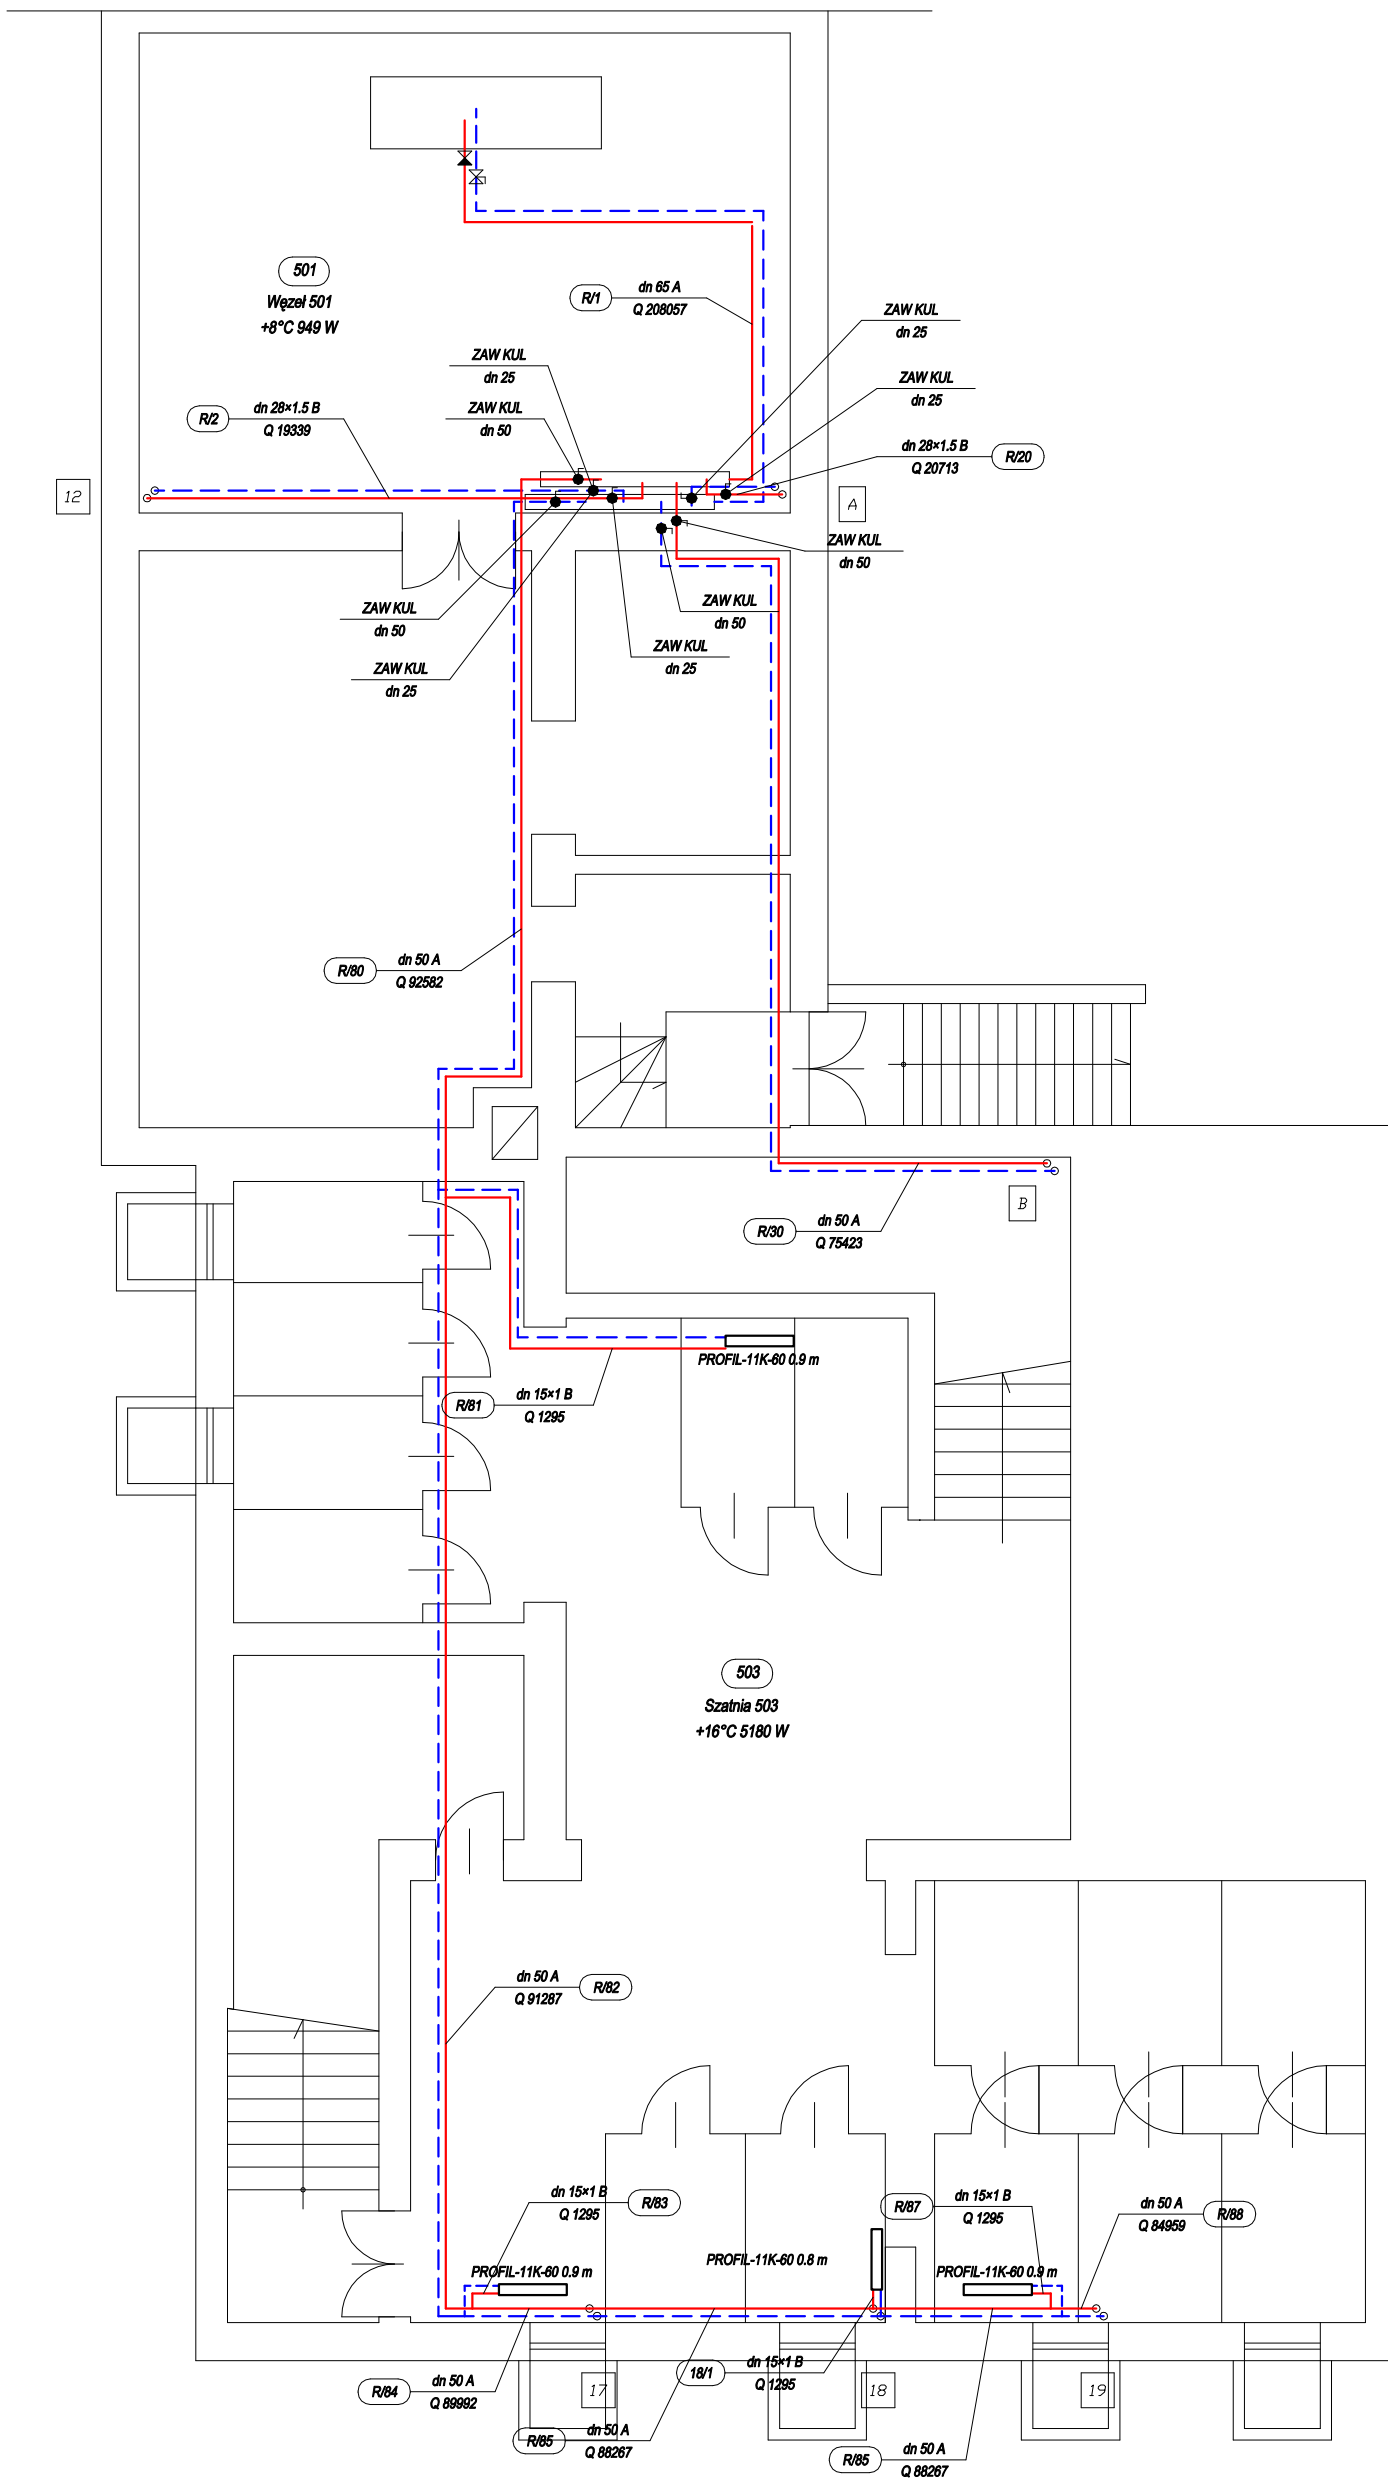 501
Węzeł 501
+8°C 949 W
R/1
dn 65 A
Q 208057
ZAW KUL
dn 25
ZAW KUL
dn 25
ZAW KUL
dn 25
ZAW KUL
dn 50
R/2
dn 28×1.5 B
Q 19339
dn 28×1.5 B
Q 20713
R/20
12
A
ZAW KUL
dn 50
ZAW KUL
dn 50
ZAW KUL
dn 50
ZAW KUL
dn 25
ZAW KUL
dn 25
R/80
dn 50 A
Q 92582
B
R/30
dn 50 A
Q 75423
PROFIL-11K-60 0.9 m
R/81
dn 15×1 B
Q 1295
503
Szatnia 503
+16°C 5180 W
dn 50 A
Q 91287
R/82
dn 15×1 B
Q 1295
R/83
R/87
dn 15×1 B
Q 1295
dn 50 A
Q 84959
R/88
PROFIL-11K-60 0.9 m
PROFIL-11K-60 0.8 m
PROFIL-11K-60 0.9 m
R/84
dn 50 A
Q 89992
17
18/1
dn 15×1 B
Q 1295
18
19
R/85
dn 50 A
Q 88267
R/85
dn 50 A
Q 88267